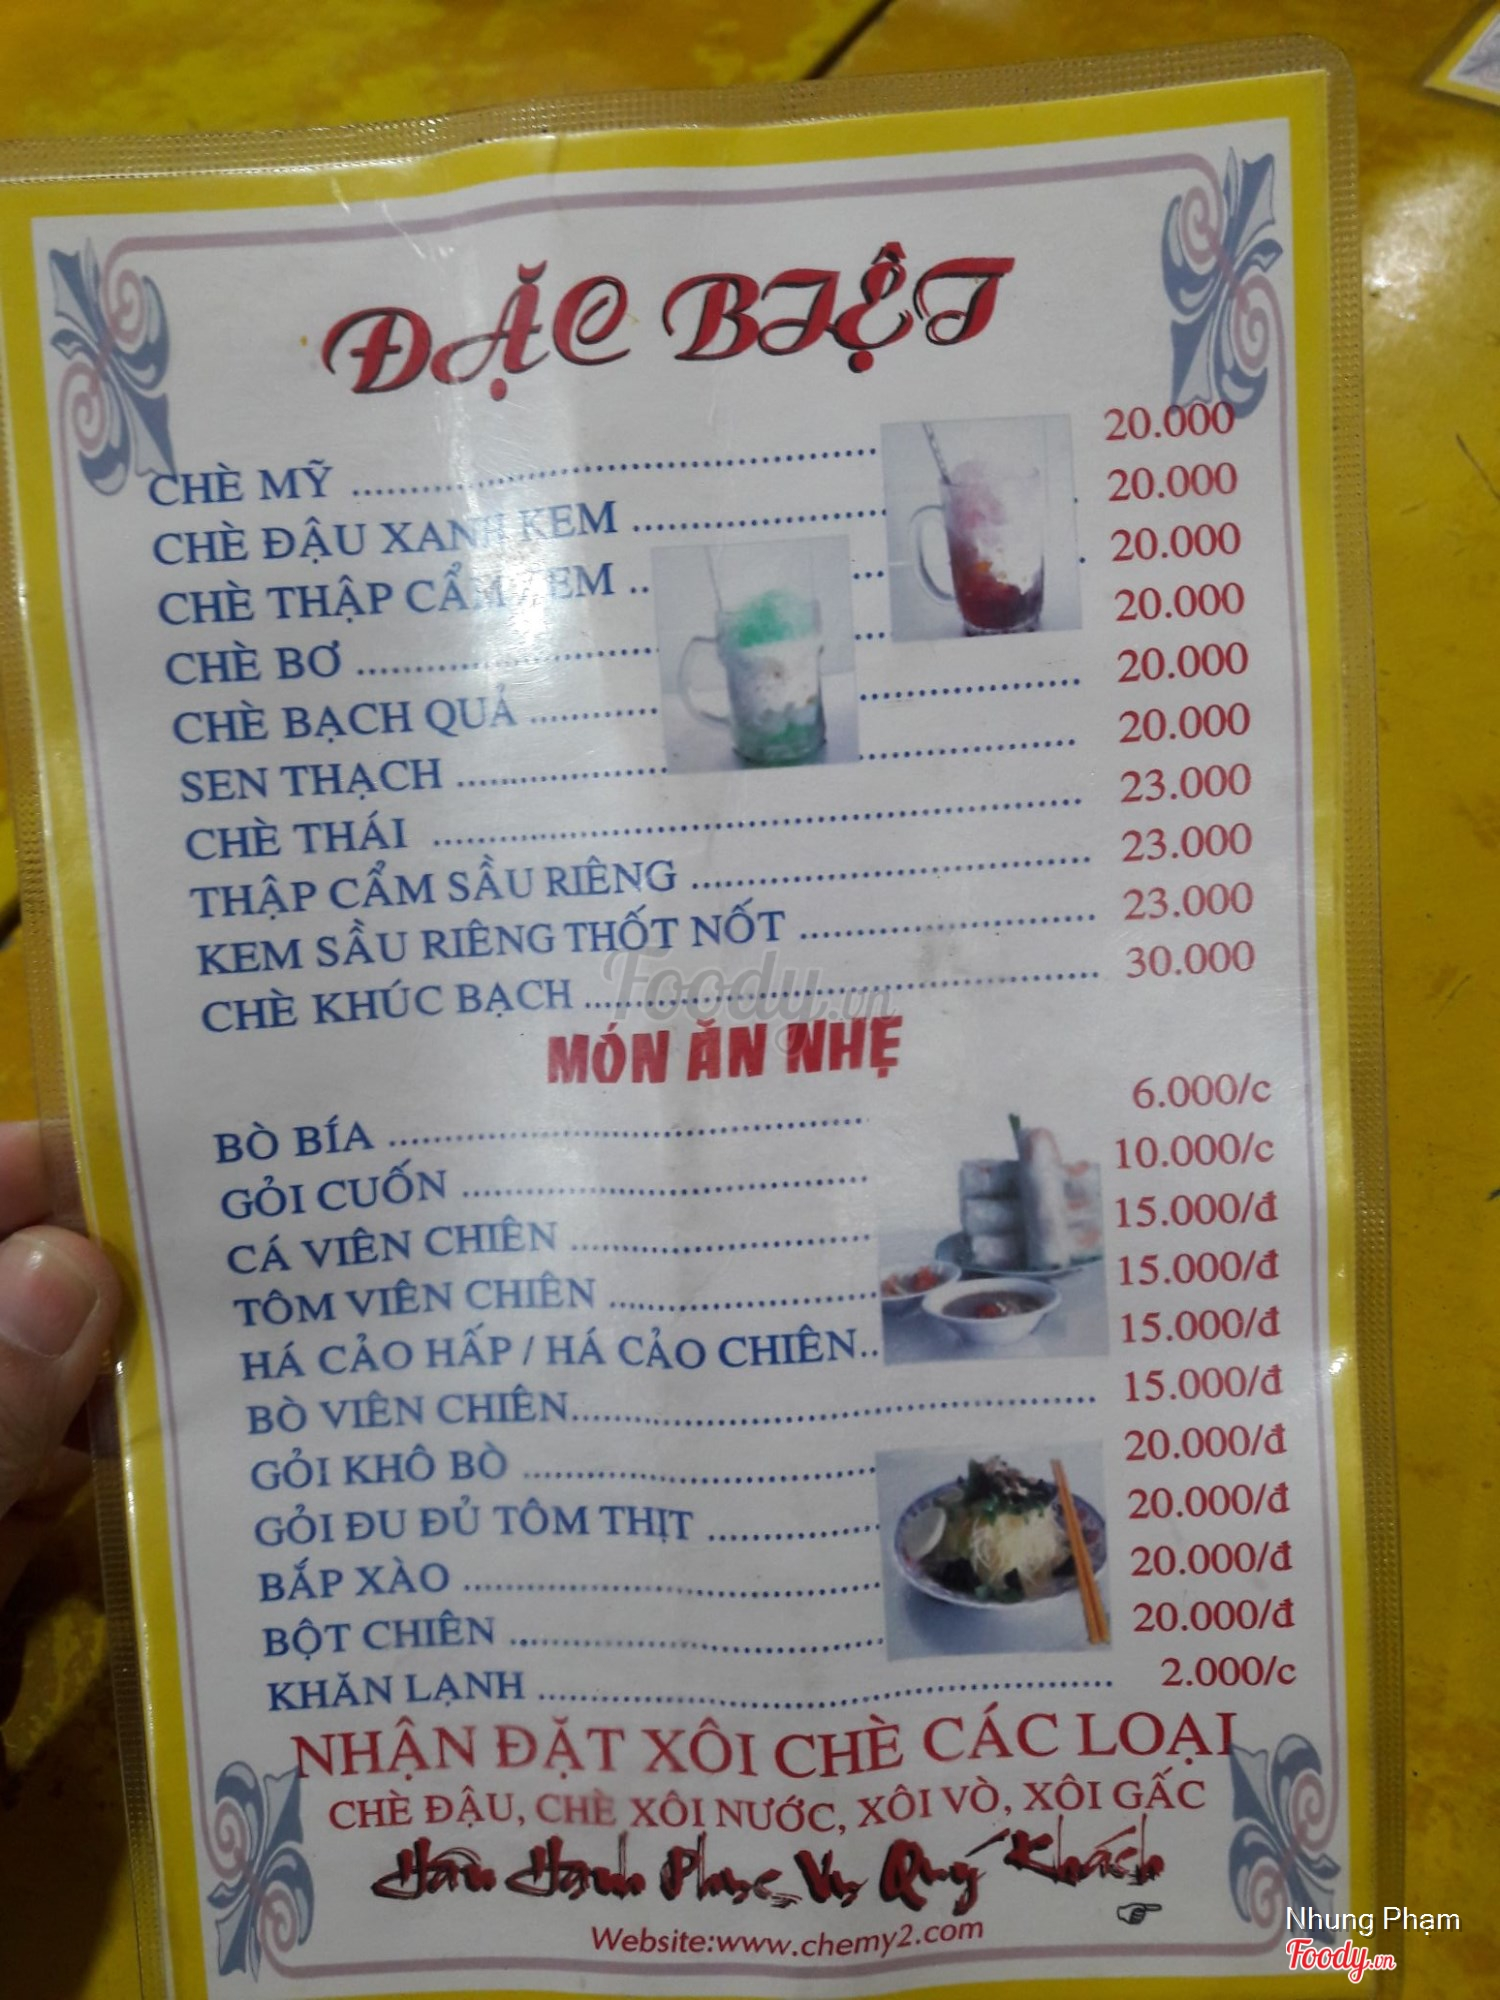 ĐẶC BIỆT
CHÈ MỸ 20.000
CHÈ ĐẬU XANH KEM 20.000
CHÈ THẬP CẨM KEM 20.000
CHÈ BƠ 20.000
CHÈ BẠCH QUẢ 20.000
SEN THẠCH 20.000
CHÈ THÁI 23.000
THẬP CẨM SẦU RIÊNG 23.000
KEM SẦU RIÊNG THỐT NỐT 23.000
CHÈ KHÚC BẠCH 30.000
Foody.vn
MÓN ĂN NHẸ
BÒ BÍA 6.000/c
GỎI CUỐN 10.000/c
CÁ VIÊN CHIÊN 15.000/đ
TÔM VIÊN CHIÊN 15.000/đ
HÁ CẢO HẤP / HÁ CẢO CHIÊN 15.000/đ
BÒ VIÊN CHIÊN 15.000/đ
GỎI KHÔ BÒ 20.000/đ
GỎI ĐU ĐỦ TÔM THỊT 20.000/đ
BẮP XÀO 20.000/đ
BỘT CHIÊN 20.000/đ
KHĂN LẠNH 2.000/c
NHẬN ĐẶT XÔI CHÈ CÁC LOẠI
CHÈ ĐẬU, CHÈ XÔI NƯỚC, XÔI VÒ, XÔI GẤC
Hân Hạnh Phục Vụ Quý Khách
Website:www.chemy2.com
Nhung Phạm
Foody.vn